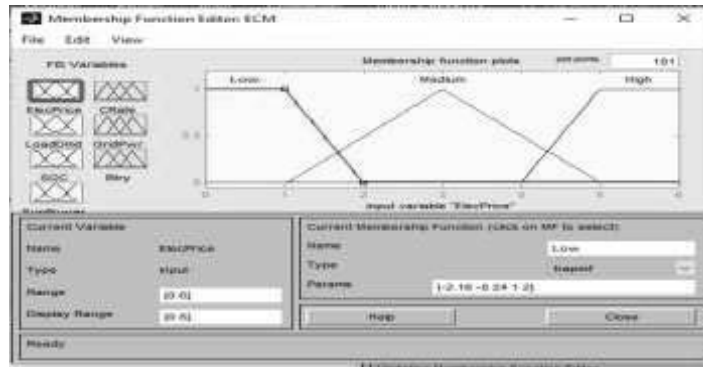 Membership Function Editor: ECM
File Edit View
FIS Variables
Membership function plots plot points: 181
ElecPrice CRate
LoadDmd GridPwr
SOC Btry
SunPower
Low Medium High
1
0.5
0
0 1 2 3 4 5 6
input variable "ElecPrice"
Current Variable
Name ElecPrice
Type input
Range [0 6]
Display Range [0 6]
Current Membership Function (click on MF to select)
Name Low
Type trapmf
Params [-2.16 -0.24 1 2]
Help Close
Ready